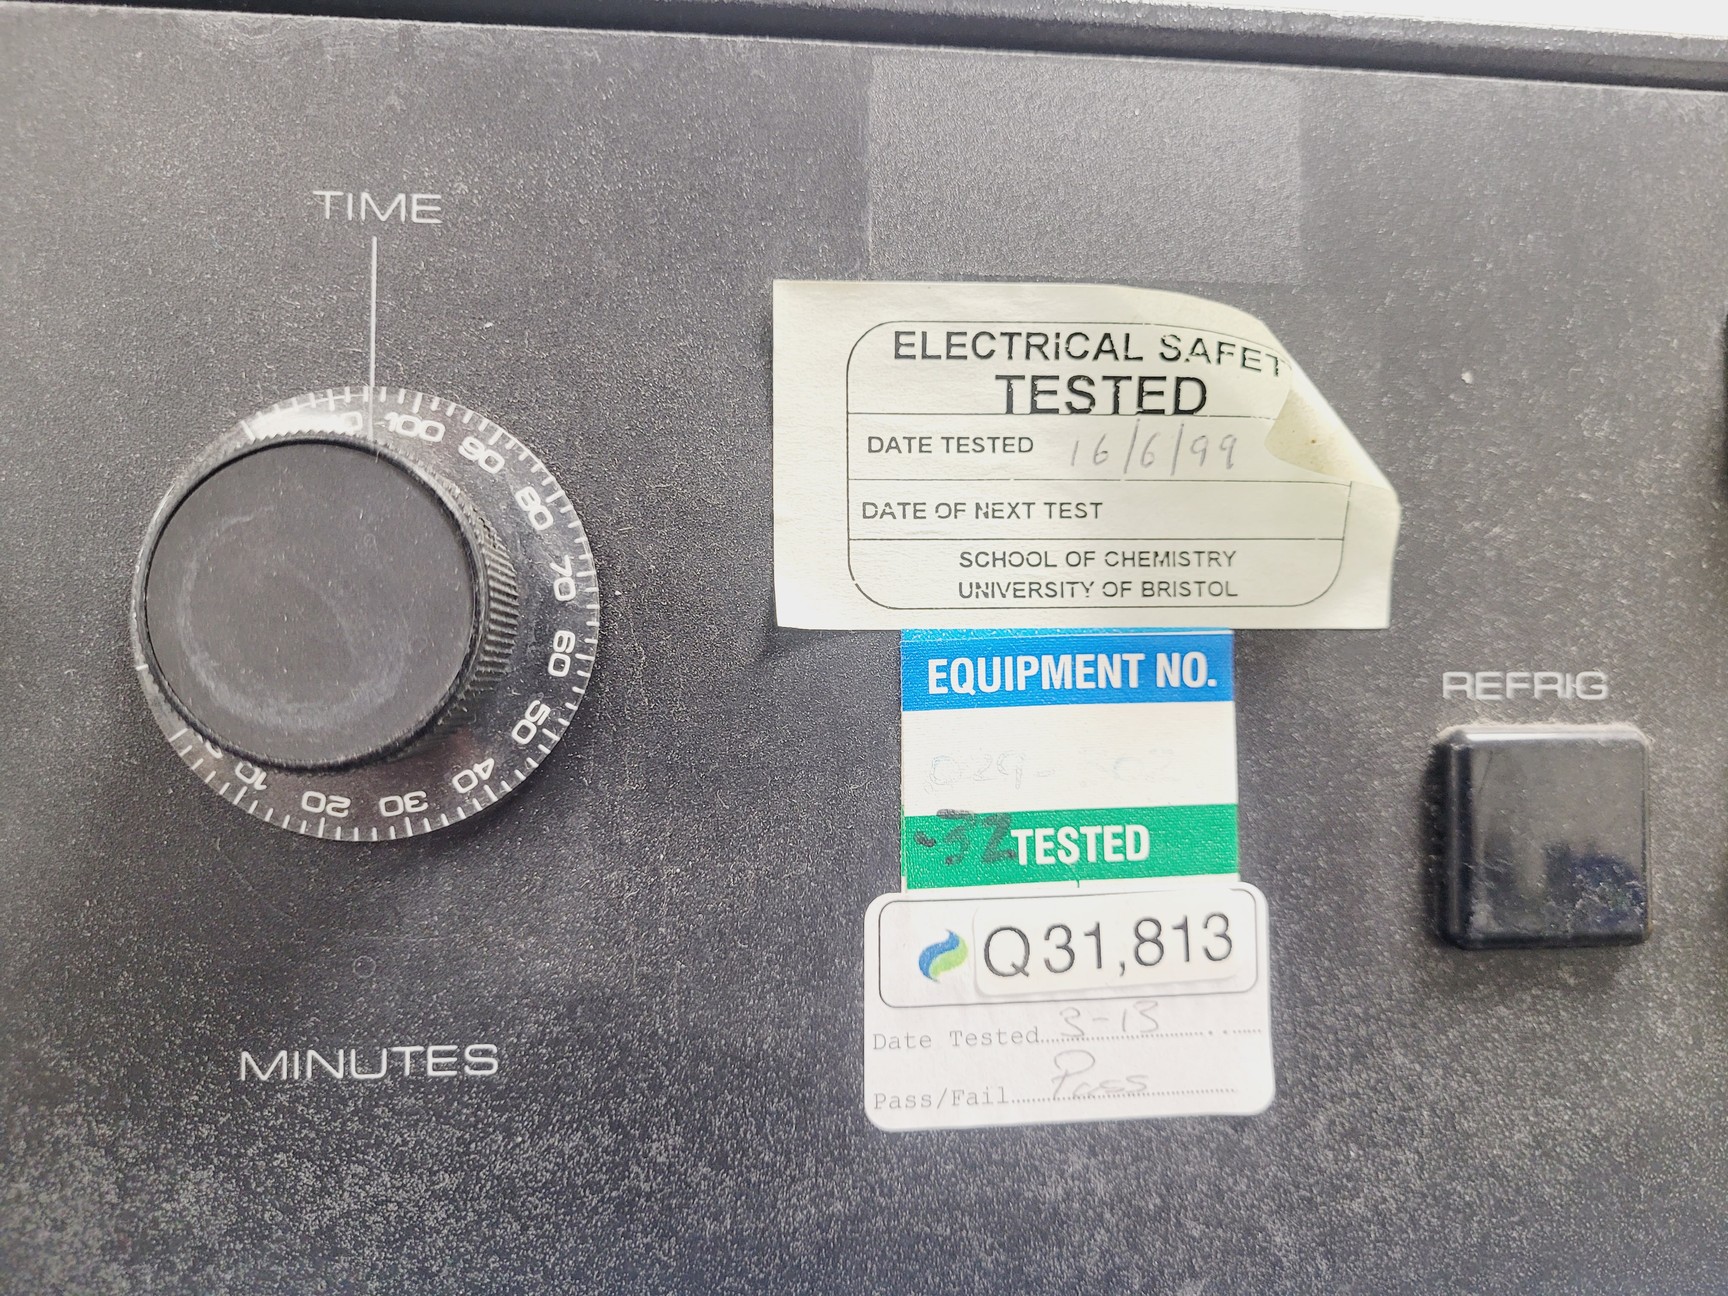 TIME
100
90
80
70
60
50
40
30
20
10
MINUTES
ELECTRICAL SAFET
TESTED
DATE TESTED 16/6/99
DATE OF NEXT TEST
SCHOOL OF CHEMISTRY
UNIVERSITY OF BRISTOL
EQUIPMENT NO.
-32 TESTED
Q31,813
Date Tested 3-13
Pass/Fail Pass
REFRIG